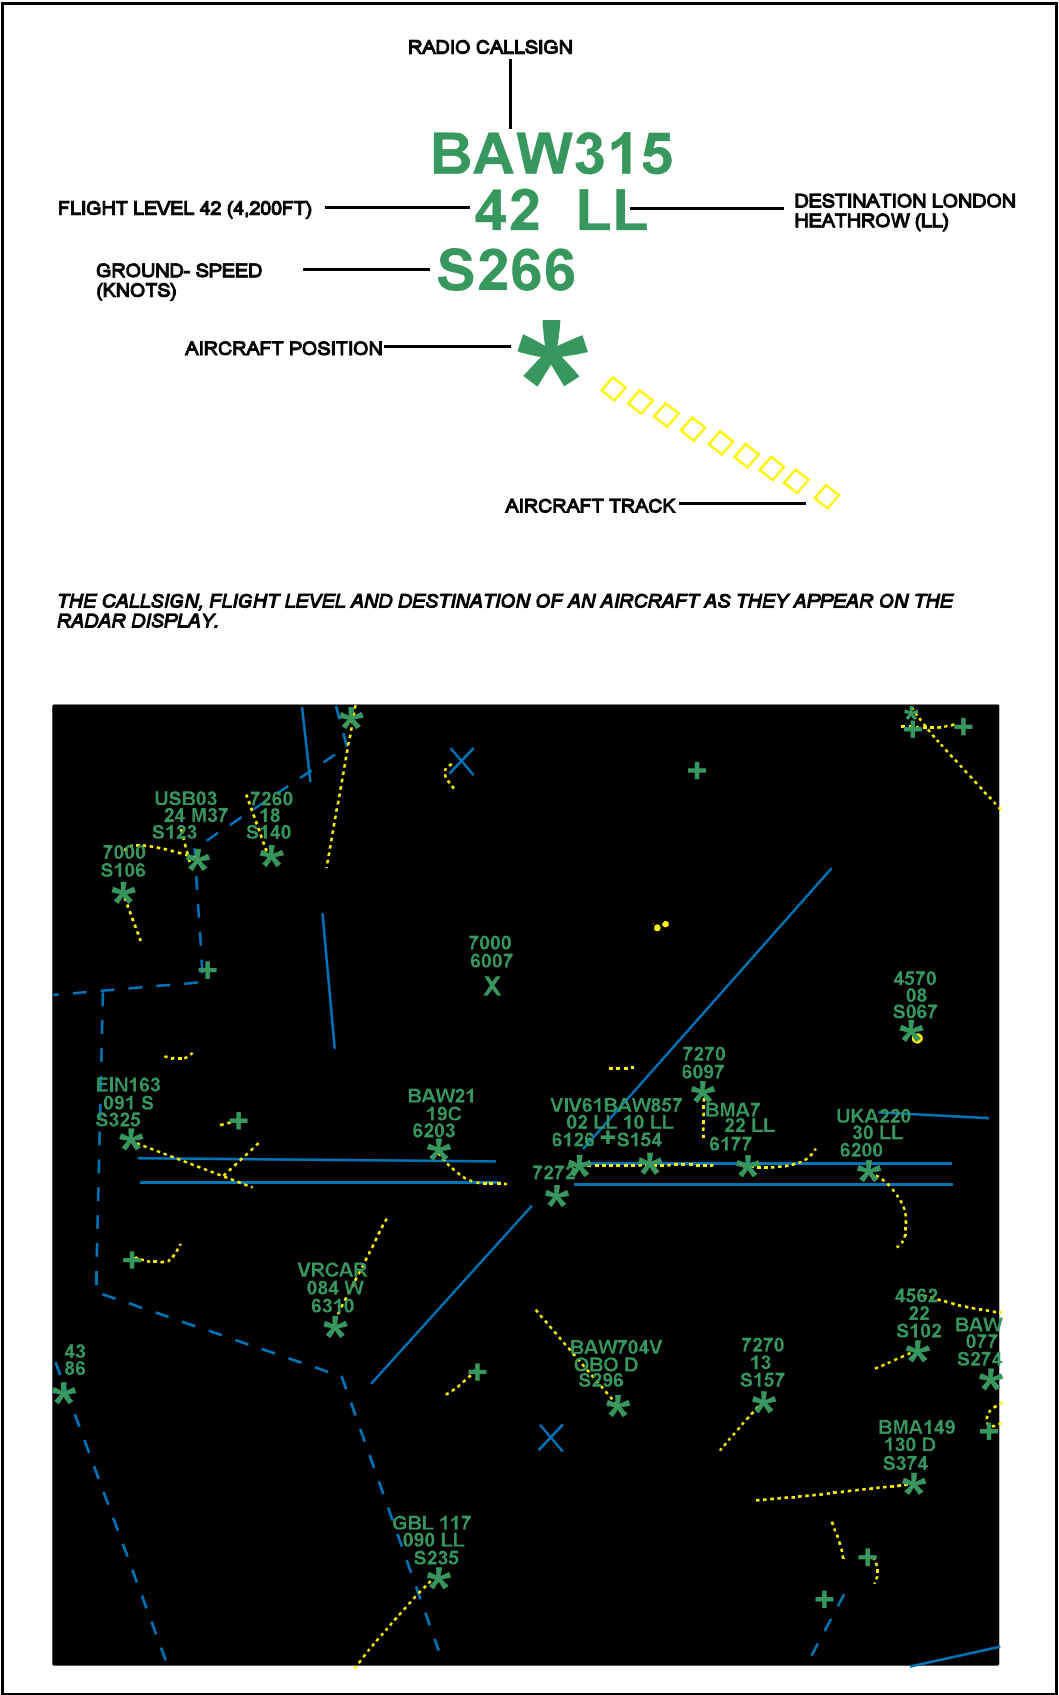 RADIO CALLSIGN
BAW315
FLIGHT LEVEL 42 (4,200FT)
42 LL
DESTINATION LONDON
HEATHROW (LL)
GROUND- SPEED
(KNOTS)
S266
AIRCRAFT POSITION
AIRCRAFT TRACK
THE CALLSIGN, FLIGHT LEVEL AND DESTINATION OF AN AIRCRAFT AS THEY APPEAR ON THE
RADAR DISPLAY.
USB03
24 M37
S123
7260
18
S140
7000
S106
7000
6007
X
4570
08
S067
7270
6097
EIN163
091 S
S325
BAW21
19C
6203
VIV61BAW857
02 LL 10 LL
6126 +S154
BMA7
22 LL
6177
UKA220
30 LL
6200
7272
VRCAR
084 W
6310
4562
22
S102
BAW
077
S274
43
86
BAW704V
OBO D
S296
7270
13
S157
BMA149
130 D
S374
GBL 117
090 LL
S235